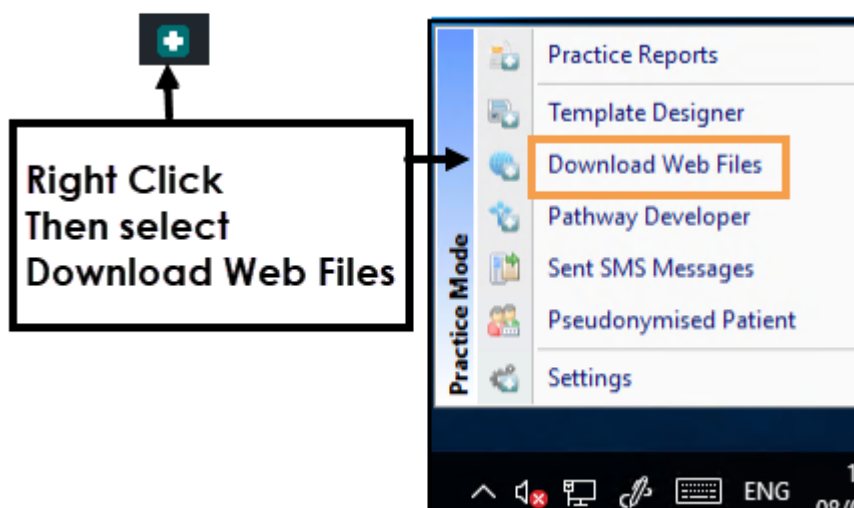 Right Click
Then select
Download Web Files
Practice Mode
Practice Reports
Template Designer
Download Web Files
Pathway Developer
Sent SMS Messages
Pseudonymised Patient
Settings
ENG